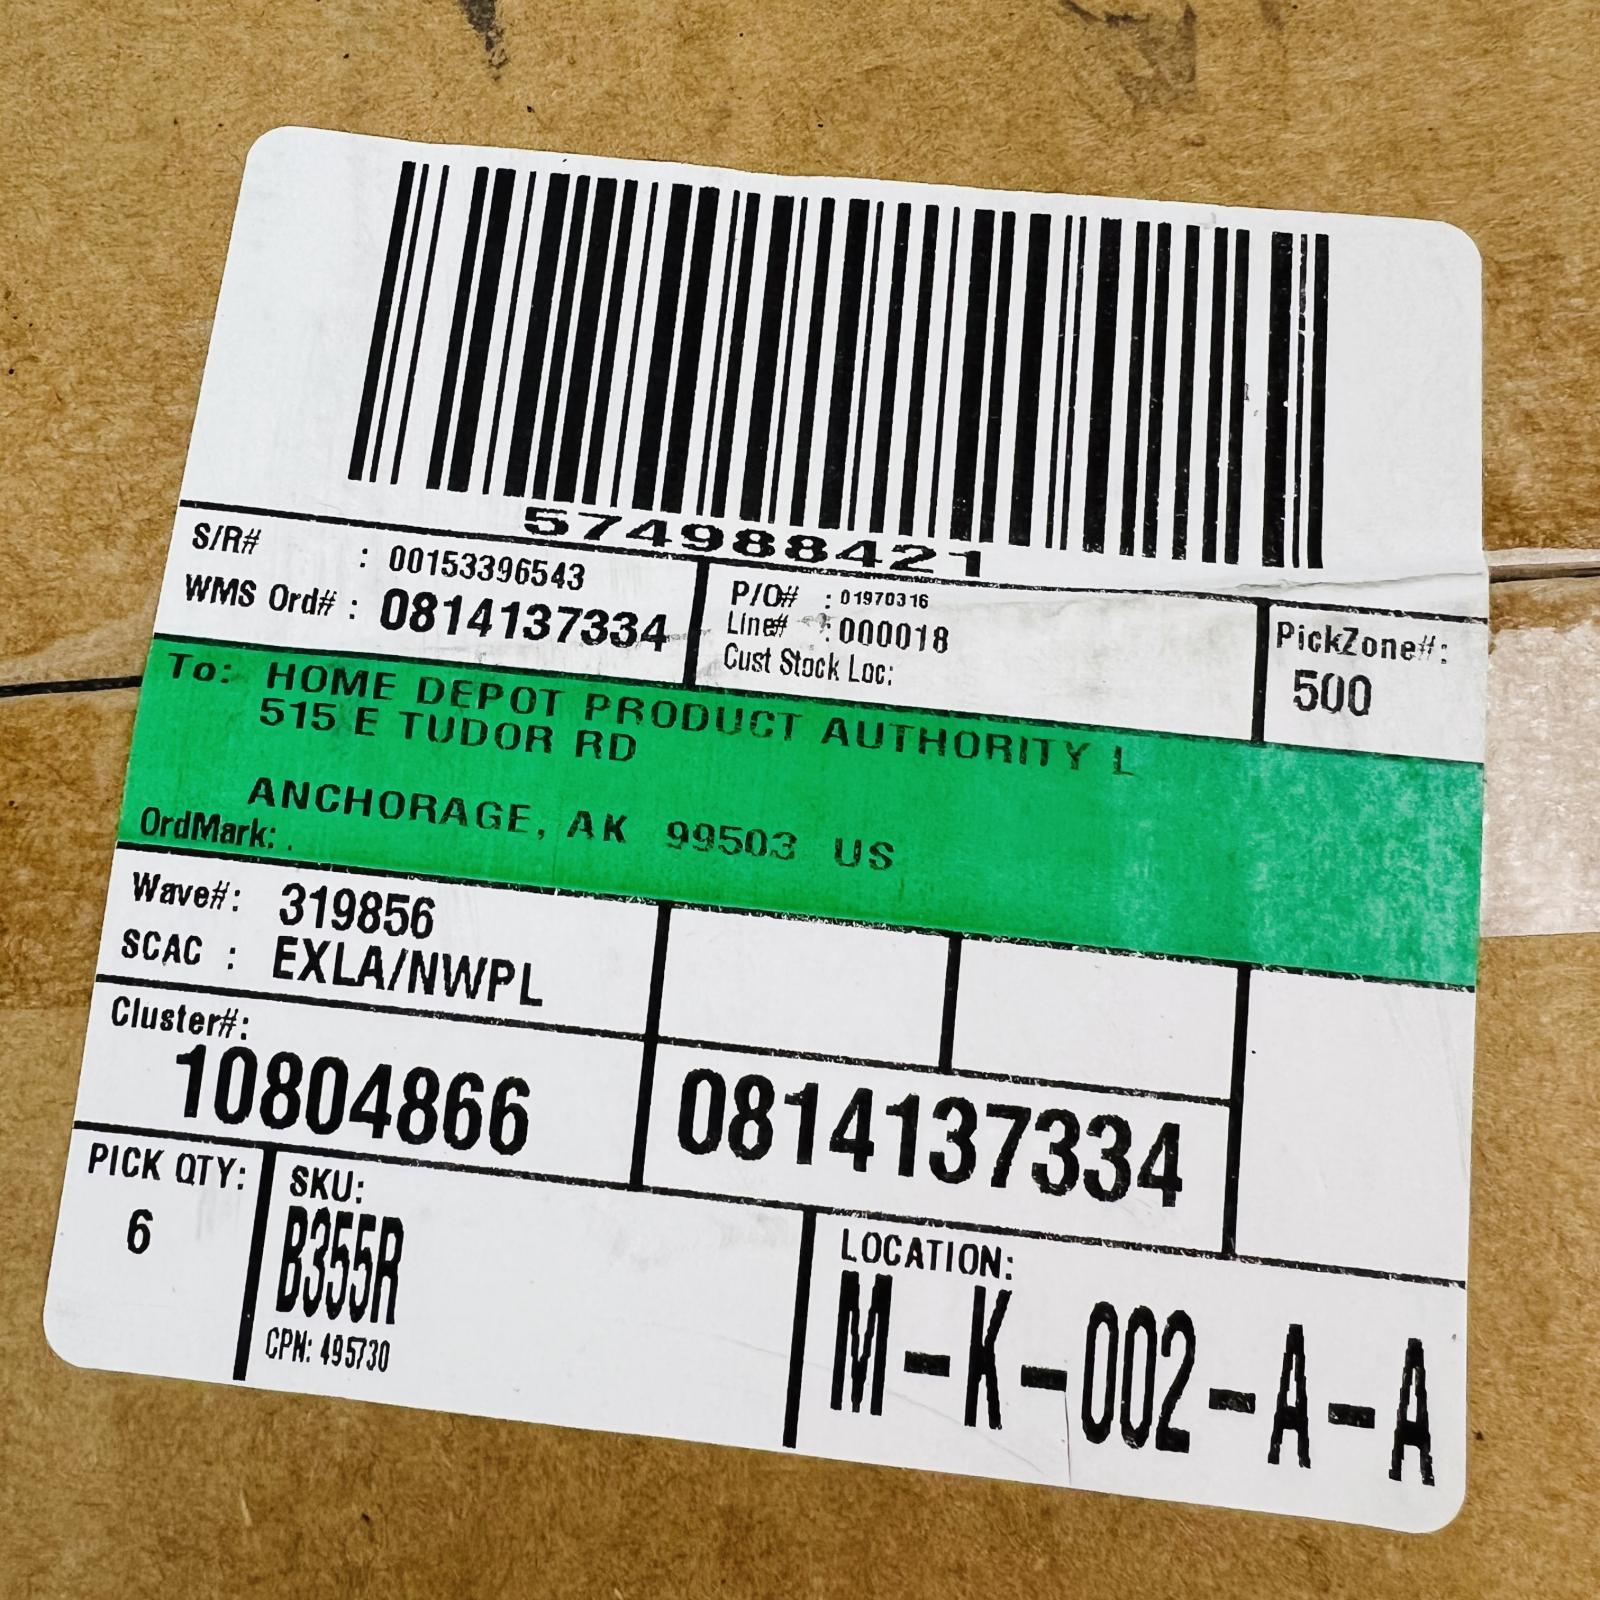 574988421
S/R# : 00153396543
WMS Ord# : 0814137334
P/O# : 01970316
Line# : 000018
Cust Stock Loc:
PickZone#:
500
To: HOME DEPOT PRODUCT AUTHORITY L
515 E TUDOR RD
ANCHORAGE, AK 99503 US
OrdMark: .
Wave#: 319856
SCAC : EXLA/NWPL
Cluster#:
10804866
0814137334
PICK QTY:
6
SKU:
B355R
CPN: 495730
LOCATION:
M-K-002-A-A